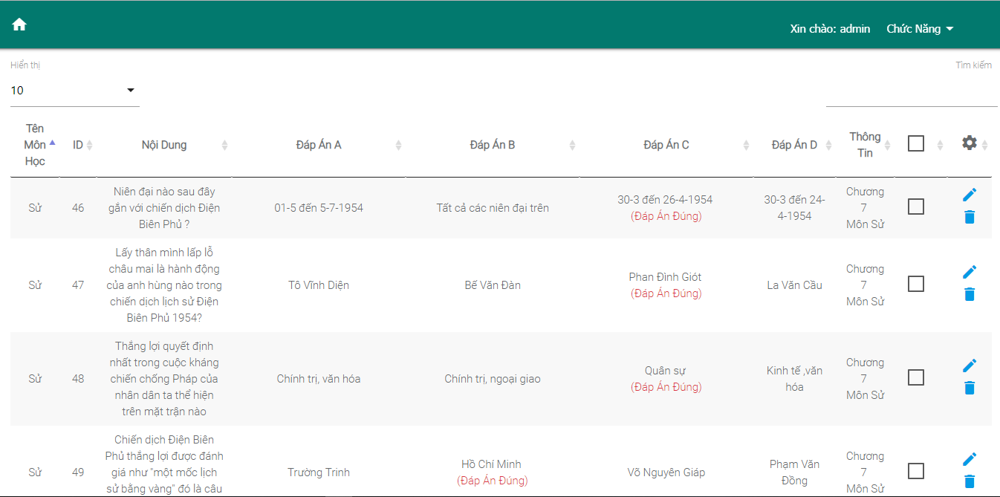 Xin chào: admin Chức Năng
Hiển thị Tìm kiếm
10
Tên Môn Học ID Nội Dung Đáp Án A Đáp Án B Đáp Án C Đáp Án D Thông Tin
Sử 46 Niên đại nào sau đây gắn với chiến dịch Điện Biên Phủ ? 01-5 đến 5-7-1954 Tất cả các niên đại trên 30-3 đến 26-4-1954 (Đáp Án Đúng) 30-3 đến 24-4-1954 Chương 7 Môn Sử
Sử 47 Lấy thân mình lấp lỗ châu mai là hành động của anh hùng nào trong chiến dịch lịch sử Điện Biên Phủ 1954? Tô Vĩnh Diện Bế Văn Đàn Phan Đình Giót (Đáp Án Đúng) La Văn Cầu Chương 7 Môn Sử
Sử 48 Thắng lợi quyết định nhất trong cuộc kháng chiến chống Pháp của nhân dân ta thể hiện trên mặt trận nào Chính trị, văn hóa Chính trị, ngoại giao Quân sự (Đáp Án Đúng) Kinh tế ,văn hóa Chương 7 Môn Sử
Sử 49 Chiến dịch Điện Biên Phủ thắng lợi được đánh giá như "một mốc lịch sử bằng vàng" đó là câu Trường Trinh Hồ Chí Minh (Đáp Án Đúng) Võ Nguyên Giáp Phạm Văn Đồng Chương 7 Môn Sử